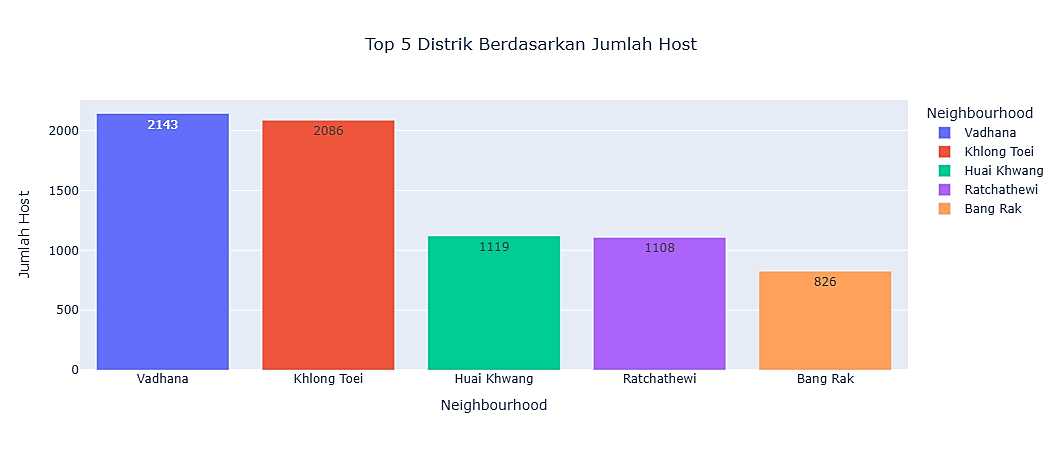 Top 5 Distrik Berdasarkan Jumlah Host
Jumlah Host
2000
1500
1000
500
0
2143
2086
1119
1108
826
Vadhana
Khlong Toei
Huai Khwang
Ratchathewi
Bang Rak
Neighbourhood
Neighbourhood
Vadhana
Khlong Toei
Huai Khwang
Ratchathewi
Bang Rak